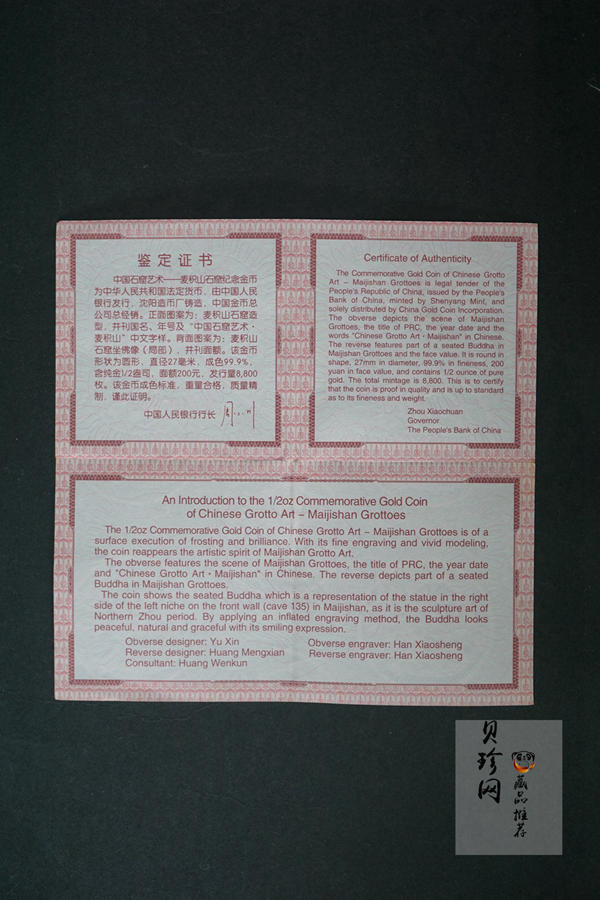 鉴定证书
中国石窟艺术——麦积山石窟纪念金币
为中华人民共和国法定货币，由中国人民
银行发行，沈阳造币厂铸造，中国金币总
公司总经销。正面图案为：麦积山石窟造
型，并刊国名、年号及“中国石窟艺术·
麦积山”中文字样。背面图案为：麦积山
石窟坐佛像（局部），并刊面额。该金币
形状为圆形，直径27毫米，成色99.9%，
含纯金1/2盎司，面额200元，发行量8,800
枚。该金币成色标准，重量合格，质量精
制，谨此证明。
中国人民银行行长
Certificate of Authenticity
The Commemorative Gold Coin of Chinese Grotto
Art – Maijishan Grottoes is legal tender of the
People's Republic of China, issued by the People's
Bank of China, minted by Shenyang Mint, and
solely distributed by China Gold Coin Incorporation.
The obverse depicts the scene of Maijishan
Grottoes, the title of PRC, the year date and the
words "Chinese Grotto Art · Maijishan" in Chinese.
The reverse features part of a seated Buddha in
Maijishan Grottoes and the face value. It is round in
shape, 27mm in diameter, 99.9% in fineness, 200
yuan in face value, and contains 1/2 ounce of pure
gold. The total mintage is 8,800. This is to certify
that the coin is proof in quality and is up to standard
as to its fineness and weight.
Zhou Xiaochuan
Governor
The People's Bank of China
An Introduction to the 1/2oz Commemorative Gold Coin
of Chinese Grotto Art – Maijishan Grottoes
The 1/2oz Commemorative Gold Coin of Chinese Grotto Art – Maijishan Grottoes is of a
surface execution of frosting and brilliance. With its fine engraving and vivid modeling,
the coin reappears the artistic spirit of Maijishan Grotto Art.
The obverse features the scene of Maijishan Grottoes, the title of PRC, the year date
and "Chinese Grotto Art · Maijishan" in Chinese. The reverse depicts part of a seated
Buddha in Maijishan Grottoes.
The coin shows the seated Buddha which is a representation of the statue in the right
side of the left niche on the front wall (cave 135) in Maijishan, as it is the sculpture art of
Northern Zhou period. By applying an inflated engraving method, the Buddha looks
peaceful, natural and graceful with its smiling expression.
Obverse designer: Yu Xin
Obverse engraver: Han Xiaosheng
Reverse designer: Huang Mengxian
Reverse engraver: Han Xiaosheng
Consultant: Huang Wenkun
贝珍网
藏品推荐